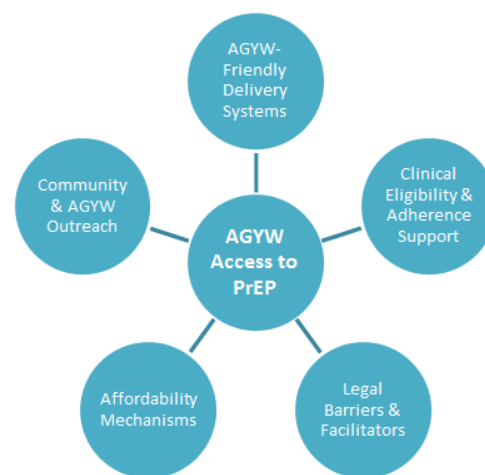 AGYW-
Friendly
Delivery
Systems
Community
& AGYW
Outreach
Clinical
Eligibility &
Adherence
Support
AGYW
Access to
PrEP
Affordability
Mechanisms
Legal
Barriers &
Facilitators